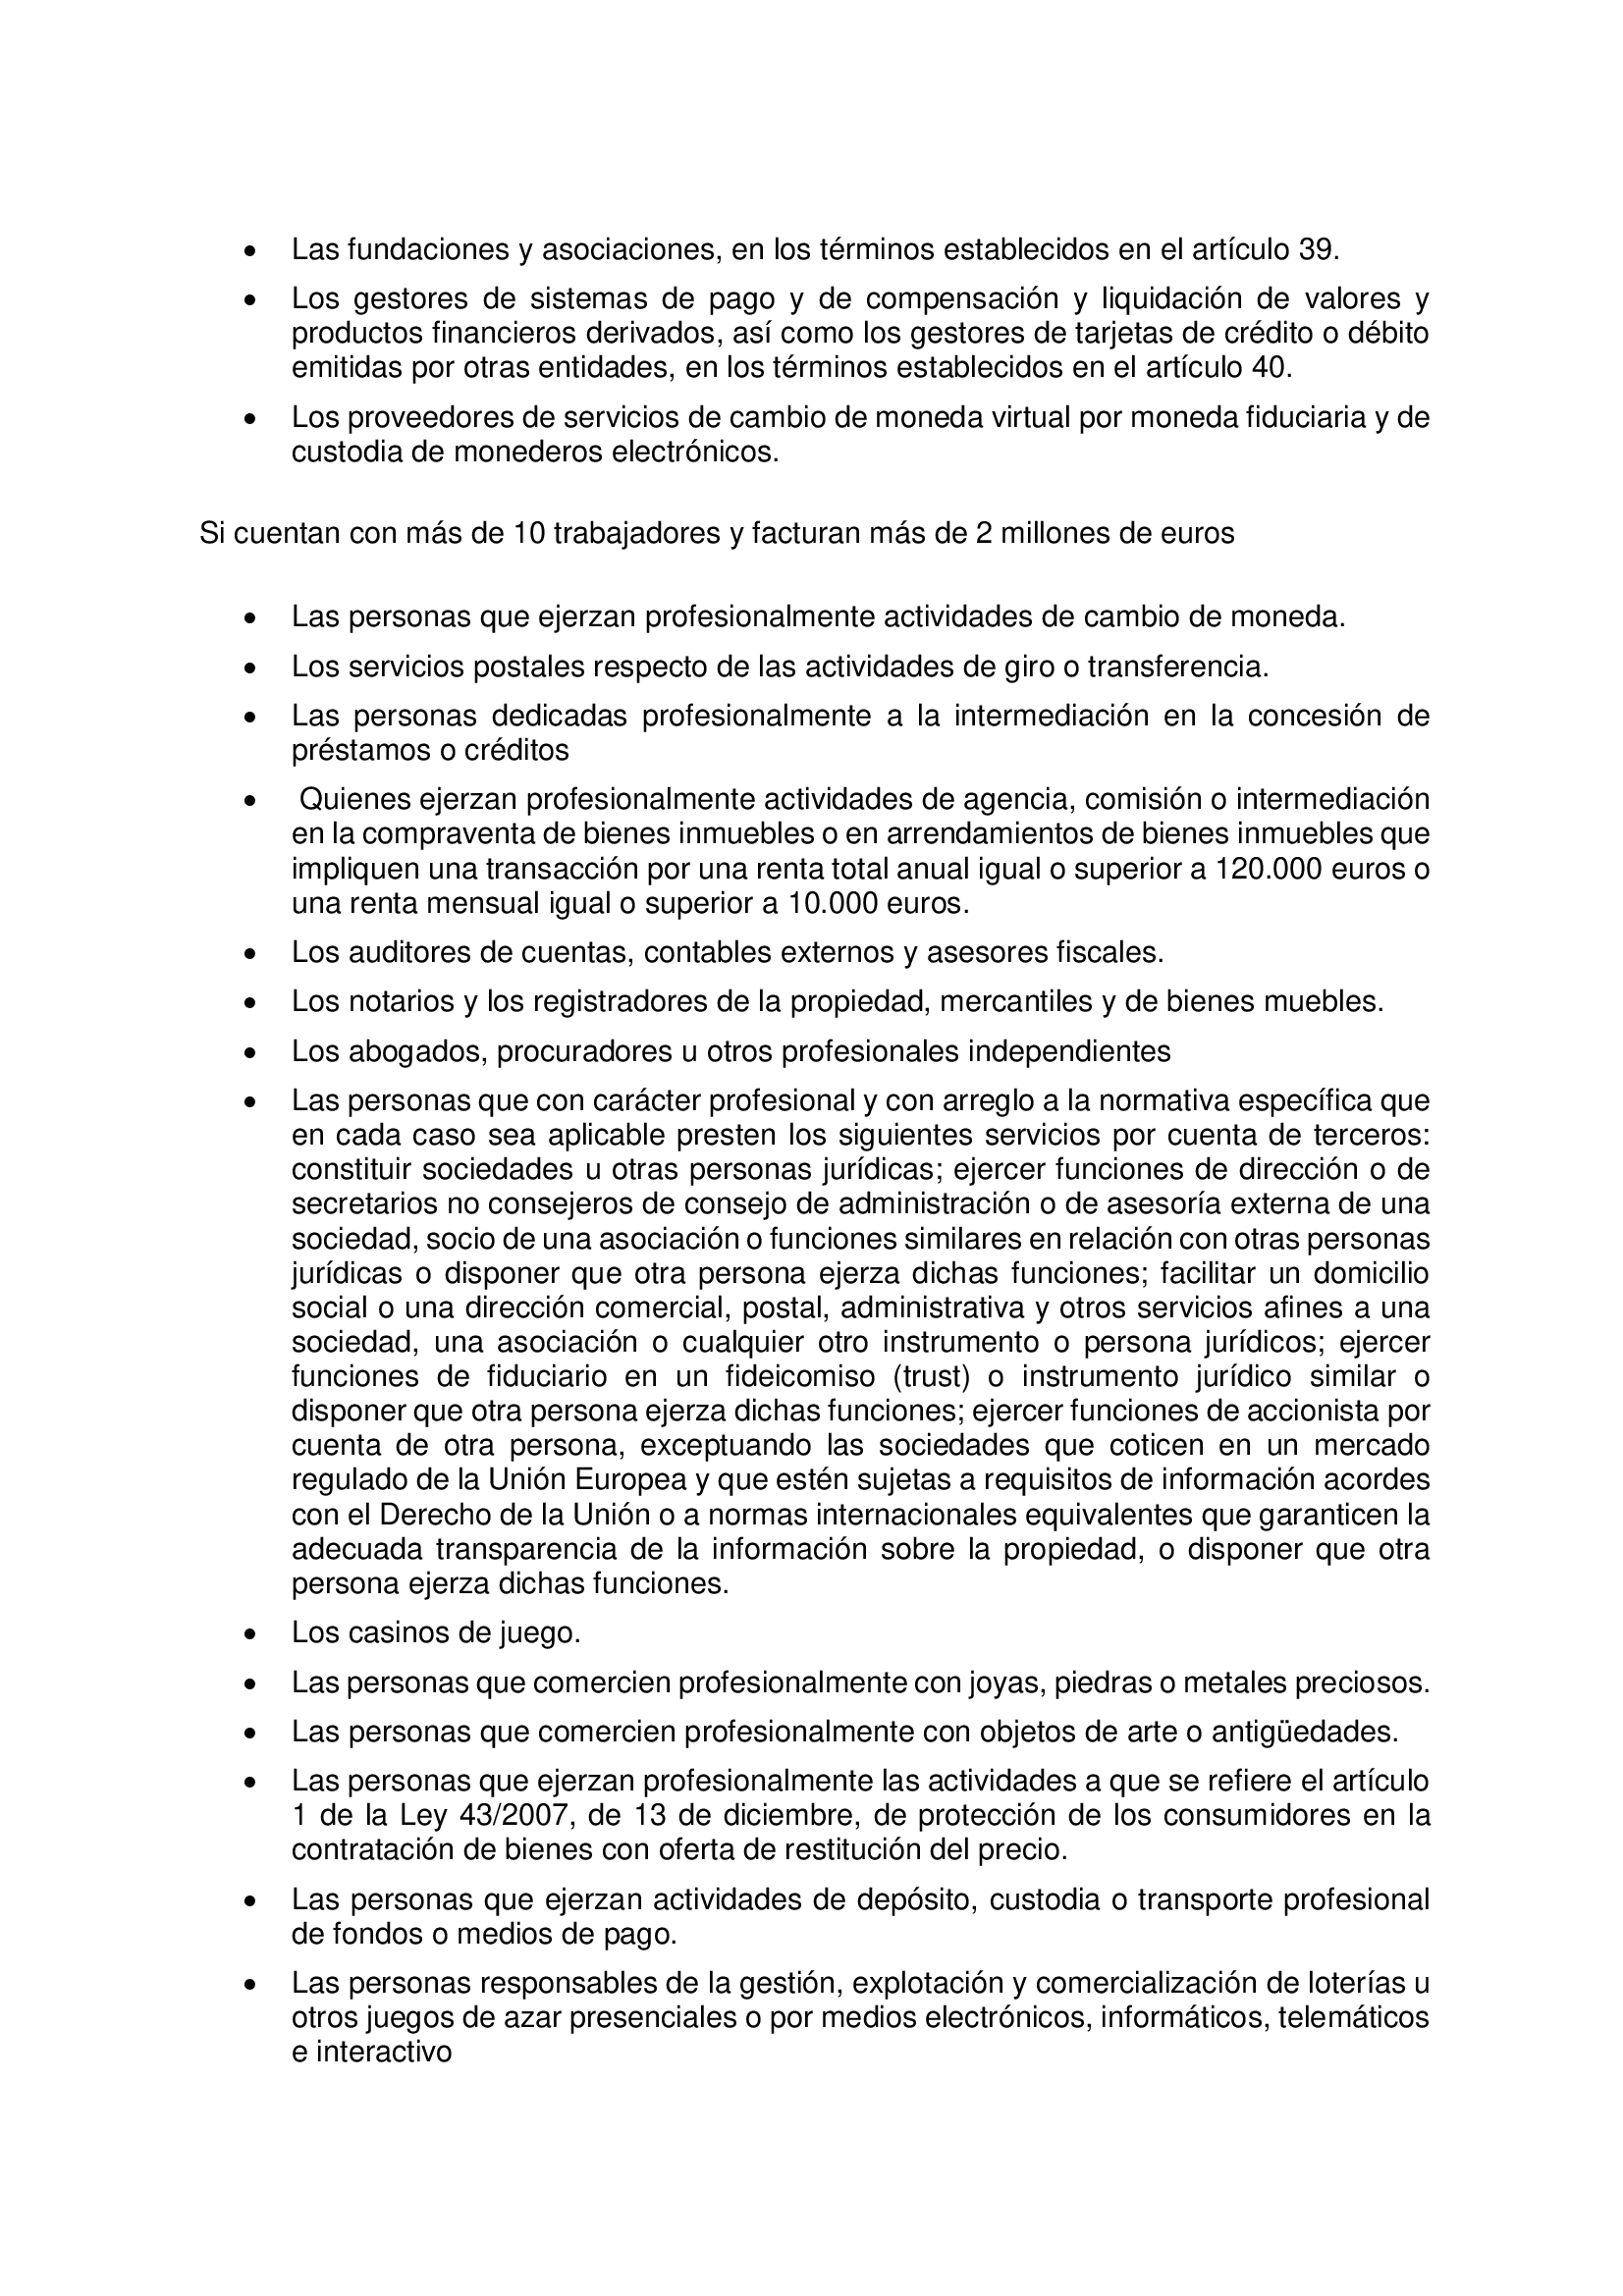 • Las fundaciones y asociaciones, en los términos establecidos en el artículo 39.
• Los gestores de sistemas de pago y de compensación y liquidación de valores y
productos financieros derivados, así como los gestores de tarjetas de crédito o débito
emitidas por otras entidades, en los términos establecidos en el artículo 40.
• Los proveedores de servicios de cambio de moneda virtual por moneda fiduciaria y de
custodia de monederos electrónicos.
Si cuentan con más de 10 trabajadores y facturan más de 2 millones de euros
• Las personas que ejerzan profesionalmente actividades de cambio de moneda.
• Los servicios postales respecto de las actividades de giro o transferencia.
• Las personas dedicadas profesionalmente a la intermediación en la concesión de
préstamos o créditos
• Quienes ejerzan profesionalmente actividades de agencia, comisión o intermediación
en la compraventa de bienes inmuebles o en arrendamientos de bienes inmuebles que
impliquen una transacción por una renta total anual igual o superior a 120.000 euros o
una renta mensual igual o superior a 10.000 euros.
• Los auditores de cuentas, contables externos y asesores fiscales.
• Los notarios y los registradores de la propiedad, mercantiles y de bienes muebles.
• Los abogados, procuradores u otros profesionales independientes
• Las personas que con carácter profesional y con arreglo a la normativa específica que
en cada caso sea aplicable presten los siguientes servicios por cuenta de terceros:
constituir sociedades u otras personas jurídicas; ejercer funciones de dirección o de
secretarios no consejeros de consejo de administración o de asesoría externa de una
sociedad, socio de una asociación o funciones similares en relación con otras personas
jurídicas o disponer que otra persona ejerza dichas funciones; facilitar un domicilio
social o una dirección comercial, postal, administrativa y otros servicios afines a una
sociedad, una asociación o cualquier otro instrumento o persona jurídicos; ejercer
funciones de fiduciario en un fideicomiso (trust) o instrumento jurídico similar o
disponer que otra persona ejerza dichas funciones; ejercer funciones de accionista por
cuenta de otra persona, exceptuando las sociedades que coticen en un mercado
regulado de la Unión Europea y que estén sujetas a requisitos de información acordes
con el Derecho de la Unión o a normas internacionales equivalentes que garanticen la
adecuada transparencia de la información sobre la propiedad, o disponer que otra
persona ejerza dichas funciones.
• Los casinos de juego.
• Las personas que comercien profesionalmente con joyas, piedras o metales preciosos.
• Las personas que comercien profesionalmente con objetos de arte o antigüedades.
• Las personas que ejerzan profesionalmente las actividades a que se refiere el artículo
1 de la Ley 43/2007, de 13 de diciembre, de protección de los consumidores en la
contratación de bienes con oferta de restitución del precio.
• Las personas que ejerzan actividades de depósito, custodia o transporte profesional
de fondos o medios de pago.
• Las personas responsables de la gestión, explotación y comercialización de loterías u
otros juegos de azar presenciales o por medios electrónicos, informáticos, telemáticos
e interactivo